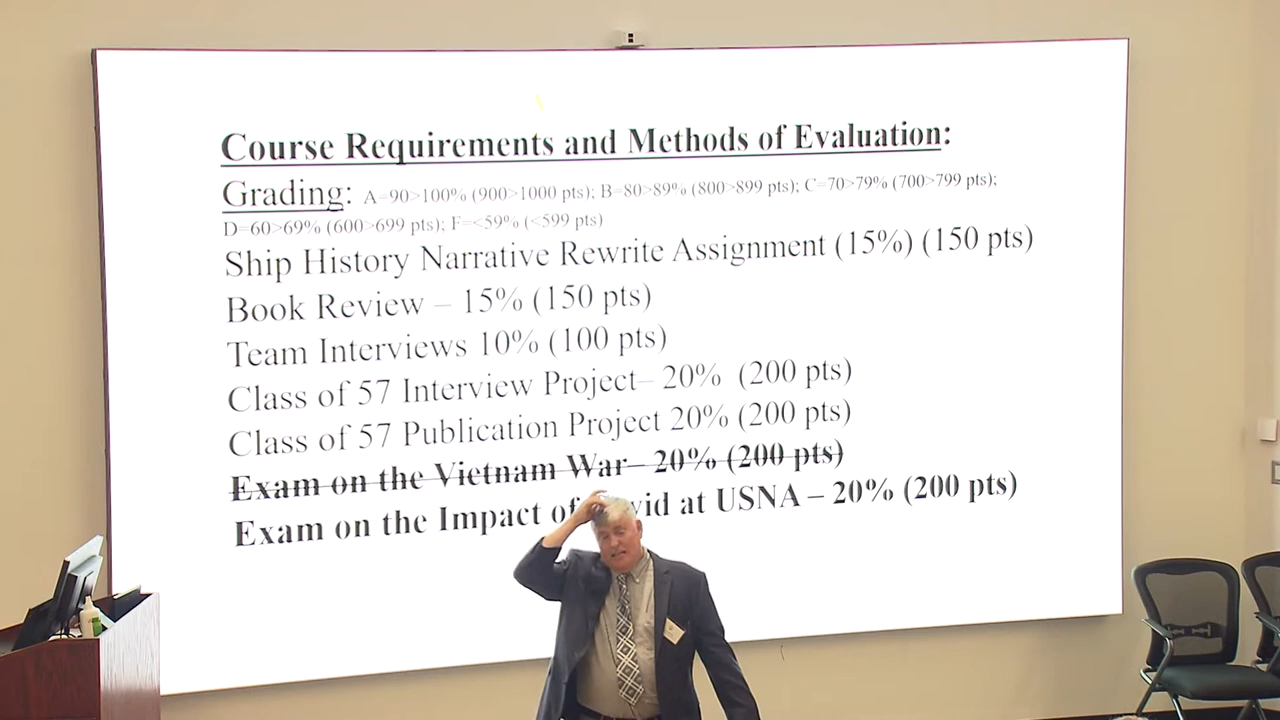 Course Requirements and Methods of Evaluation:
Grading: A=90>100% (900>1000 pts); B=80>89% (800>899 pts); C=70>79% (700>799 pts);
D=60>69% (600>699 pts); F=<59% (<599 pts)
Ship History Narrative Rewrite Assignment (15%) (150 pts)
Book Review – 15% (150 pts)
Team Interviews 10% (100 pts)
Class of 57 Interview Project– 20% (200 pts)
Class of 57 Publication Project 20% (200 pts)
Exam on the Vietnam War– 20% (200 pts)
Exam on the Impact of vid at USNA – 20% (200 pts)